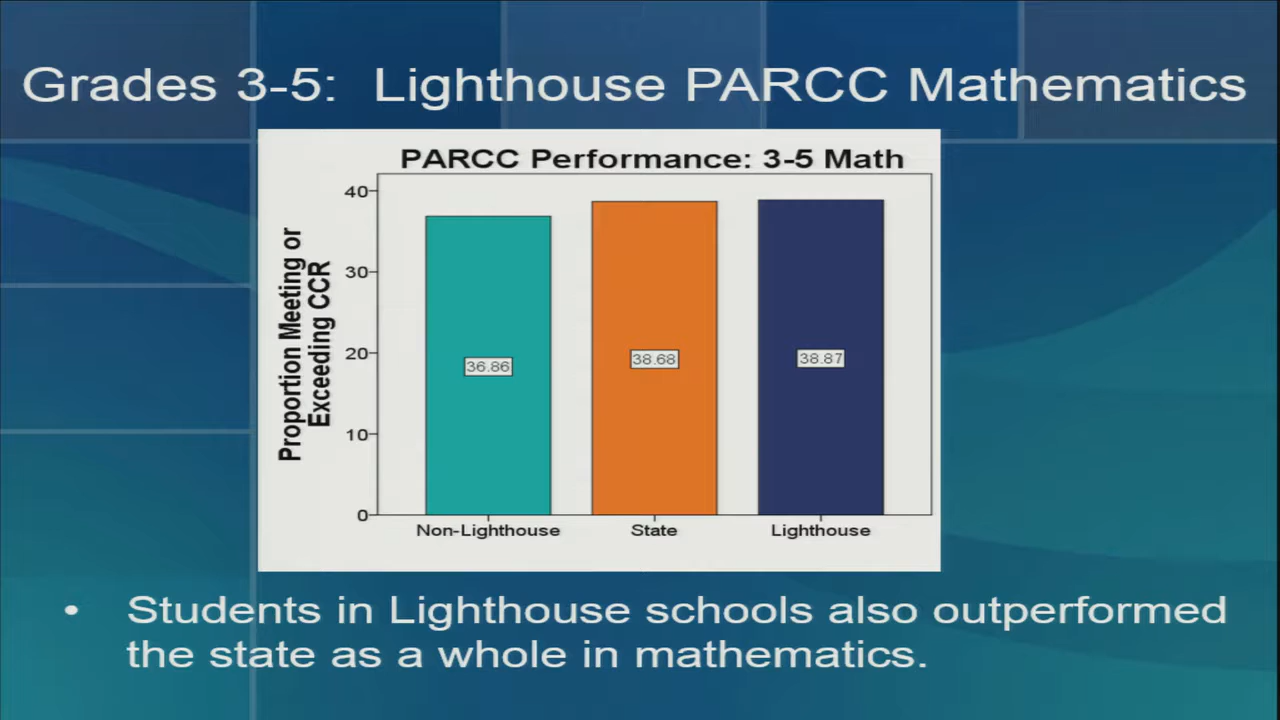 Grades 3-5: Lighthouse PARCC Mathematics
PARCC Performance: 3-5 Math
Proportion Meeting or
Exceeding CCR
40
30
20
10
0
36.86
38.68
38.87
Non-Lighthouse
State
Lighthouse
• Students in Lighthouse schools also outperformed
the state as a whole in mathematics.